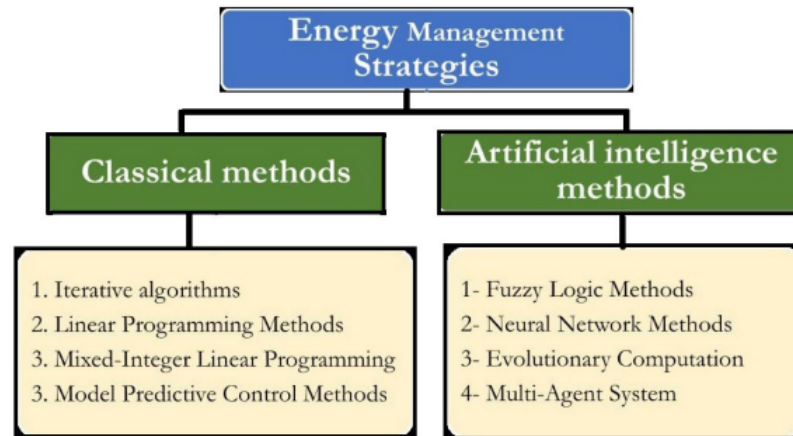 Energy Management
Strategies
Classical methods
Artificial intelligence
methods
1. Iterative algorithms
2. Linear Programming Methods
3. Mixed-Integer Linear Programming
3. Model Predictive Control Methods
1- Fuzzy Logic Methods
2- Neural Network Methods
3- Evolutionary Computation
4- Multi-Agent System